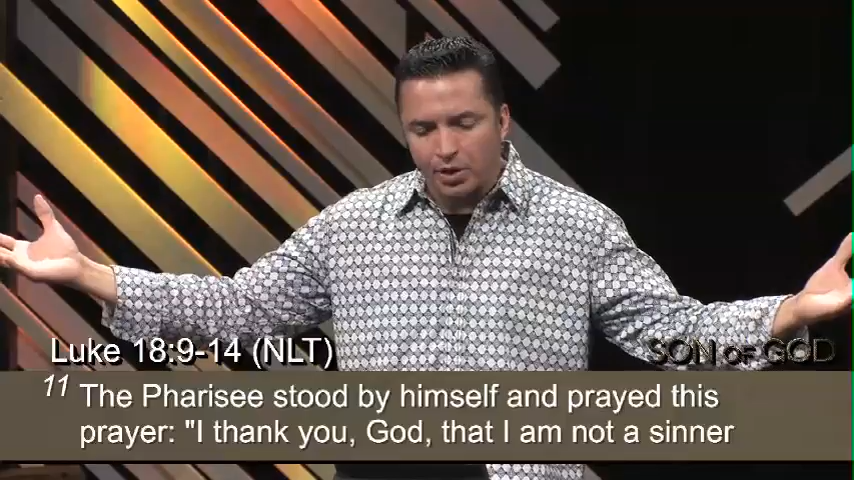 Luke 18:9-14 (NLT)
SON OF GOD
11 The Pharisee stood by himself and prayed this
prayer: "I thank you, God, that I am not a sinner